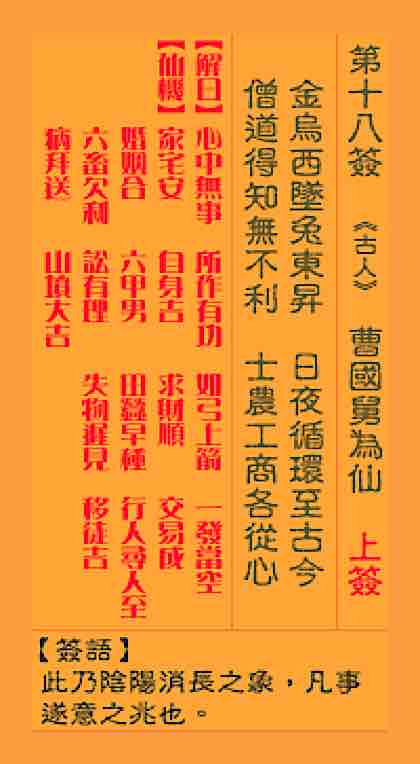 第十八簽 《古人》 曹國舅為仙 上簽
金烏西墜兔東昇 日夜循環至古今
僧道得知無不利 士農工商各從心
【解曰】心中無事 所作有功 如弓上箭 一發當空
【仙機】家宅安 自身吉 求財順 交易成
婚姻合 六甲男 田蠶早種 行人尋人至
六畜欠利 訟有理 失物遲見 移徒吉
病拜送 山墳大吉
【簽語】
此乃陰陽消長之象，凡事
遂意之兆也。